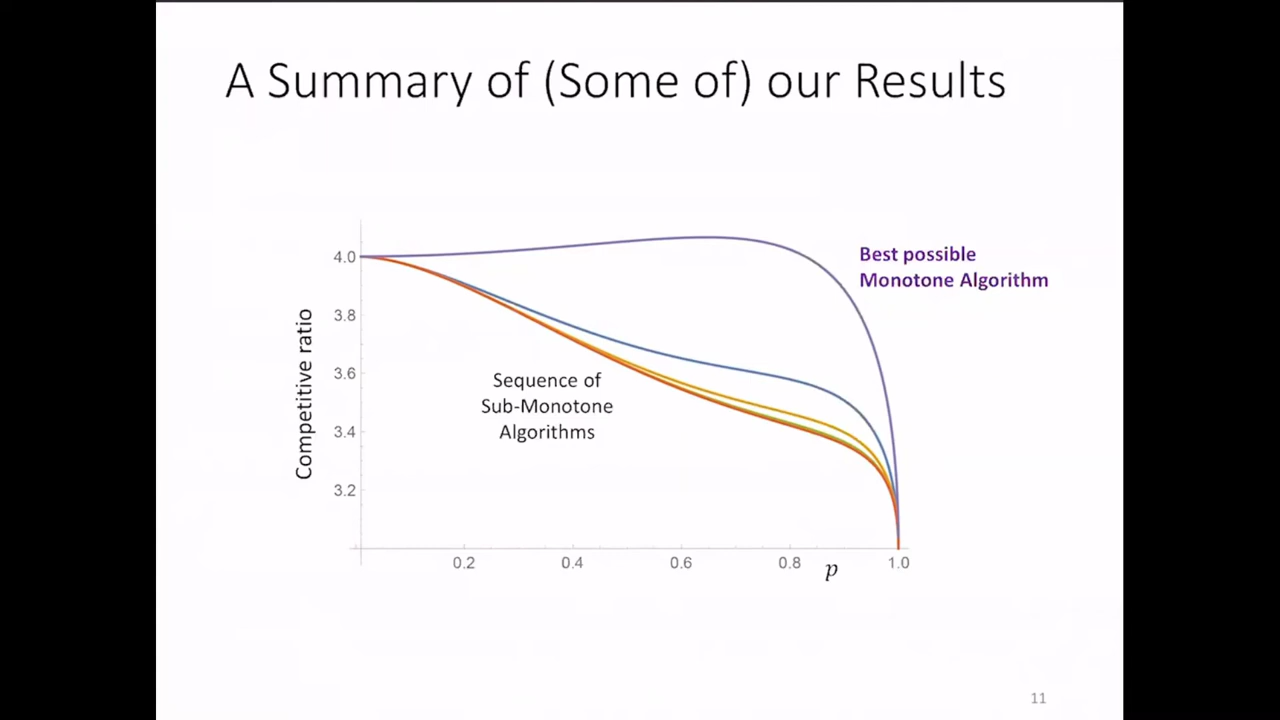 A Summary of (Some of) our Results
Competitive ratio
4.0
3.8
3.6
3.4
3.2
Best possible
Monotone Algorithm
Sequence of
Sub-Monotone
Algorithms
0.2 0.4 0.6 0.8 1.0
p
11